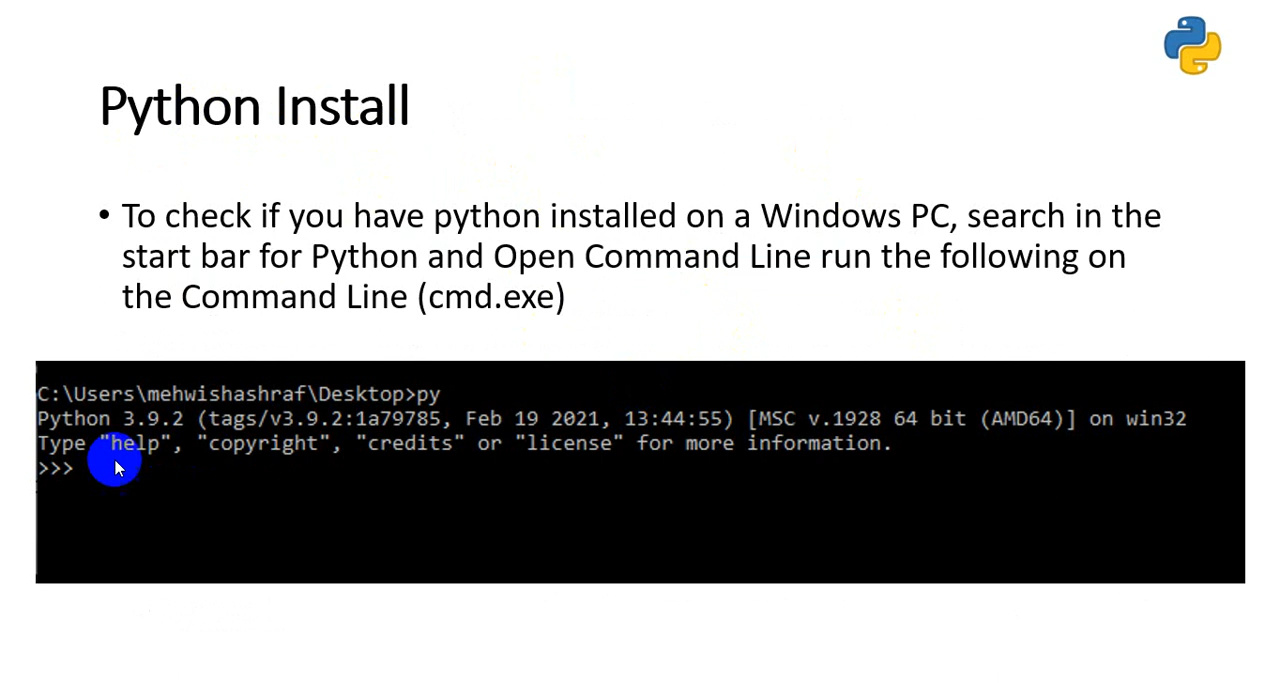 Python Install
• To check if you have python installed on a Windows PC, search in the
start bar for Python and Open Command Line run the following on
the Command Line (cmd.exe)
C:\Users\mehwishashraf\Desktop>py
Python 3.9.2 (tags/v3.9.2:1a79785, Feb 19 2021, 13:44:55) [MSC v.1928 64 bit (AMD64)] on win32
Type "help", "copyright", "credits" or "license" for more information.
>>>